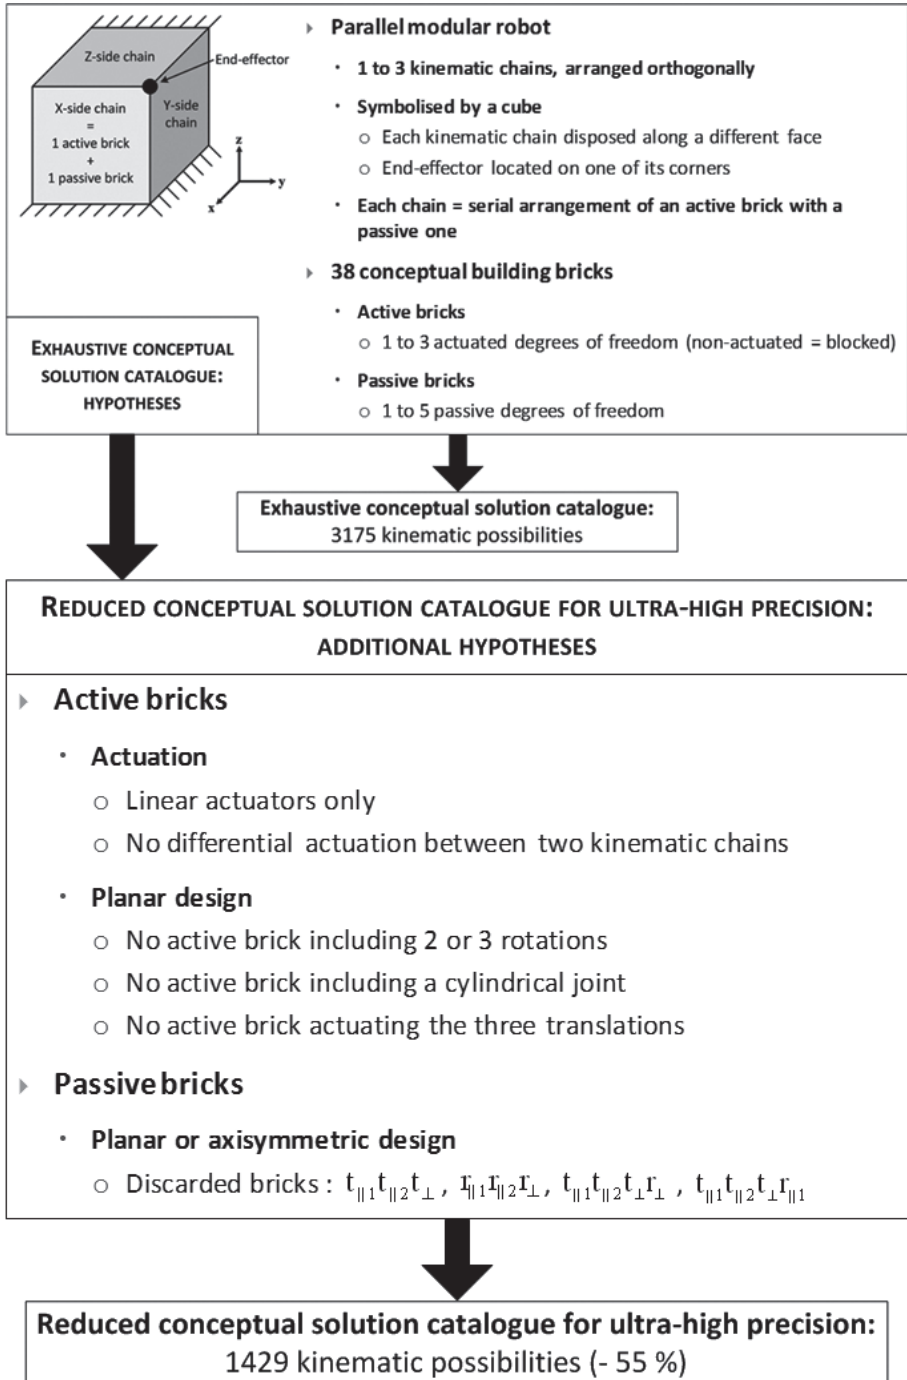 Z-side chain
End-effector
X-side chain
=
1 active brick
+
1 passive brick
Y-side
chain
z
y
x
Parallel modular robot
1 to 3 kinematic chains, arranged orthogonally
Symbolised by a cube
Each kinematic chain disposed along a different face
End-effector located on one of its corners
Each chain = serial arrangement of an active brick with a
passive one
38 conceptual building bricks
Active bricks
1 to 3 actuated degrees of freedom (non-actuated = blocked)
Passive bricks
1 to 5 passive degrees of freedom
EXHAUSTIVE CONCEPTUAL
SOLUTION CATALOGUE:
HYPOTHESES
Exhaustive conceptual solution catalogue:
3175 kinematic possibilities
REDUCED CONCEPTUAL SOLUTION CATALOGUE FOR ULTRA-HIGH PRECISION:
ADDITIONAL HYPOTHESES
Active bricks
Actuation
Linear actuators only
No differential actuation between two kinematic chains
Planar design
No active brick including 2 or 3 rotations
No active brick including a cylindrical joint
No active brick actuating the three translations
Passive bricks
Planar or axisymmetric design
Discarded bricks : t∥1t∥2t⊥ , r∥1r∥2r⊥, t∥1t∥2t⊥r⊥ , t∥1t∥2t⊥r∥1
Reduced conceptual solution catalogue for ultra-high precision:
1429 kinematic possibilities (- 55 %)